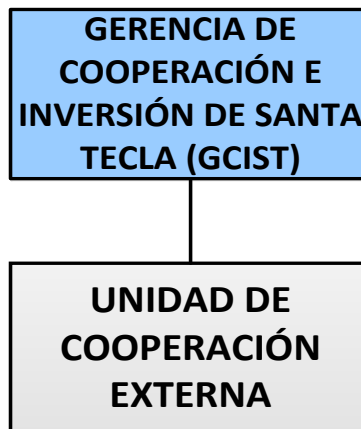 GERENCIA DE
COOPERACIÓN E
INVERSIÓN DE SANTA
TECLA (GCIST)
UNIDAD DE
COOPERACIÓN
EXTERNA